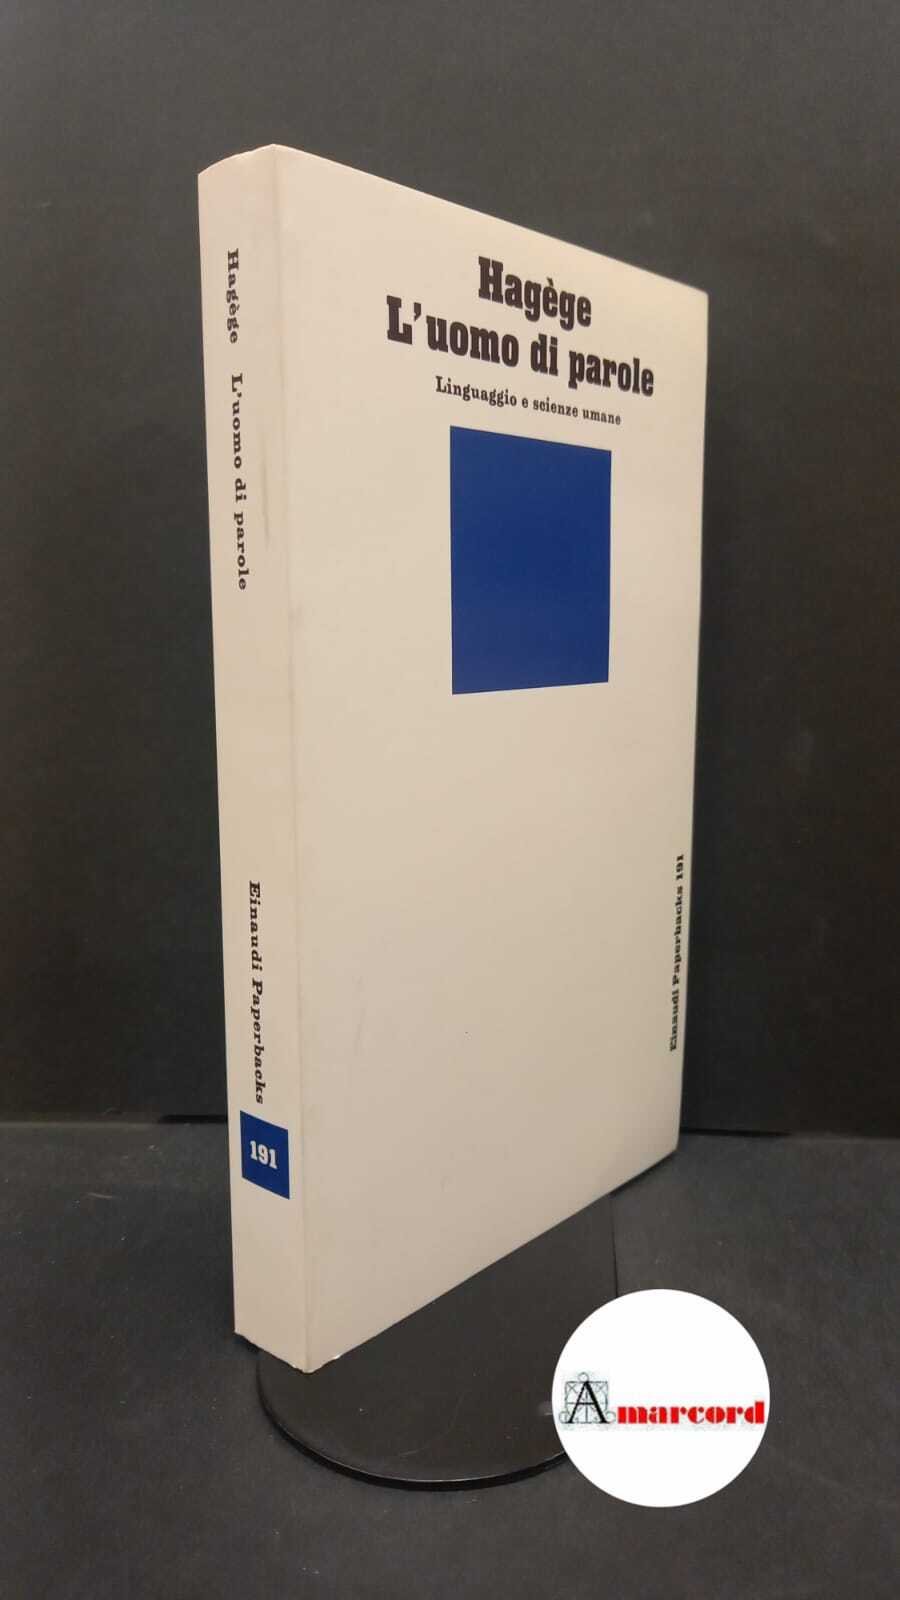 Hagège
L'uomo di parole
Linguaggio e scienze umane
Einaudi Paperbacks 191
Hagège L'uomo di parole
Einaudi Paperbacks
191
Amarcord